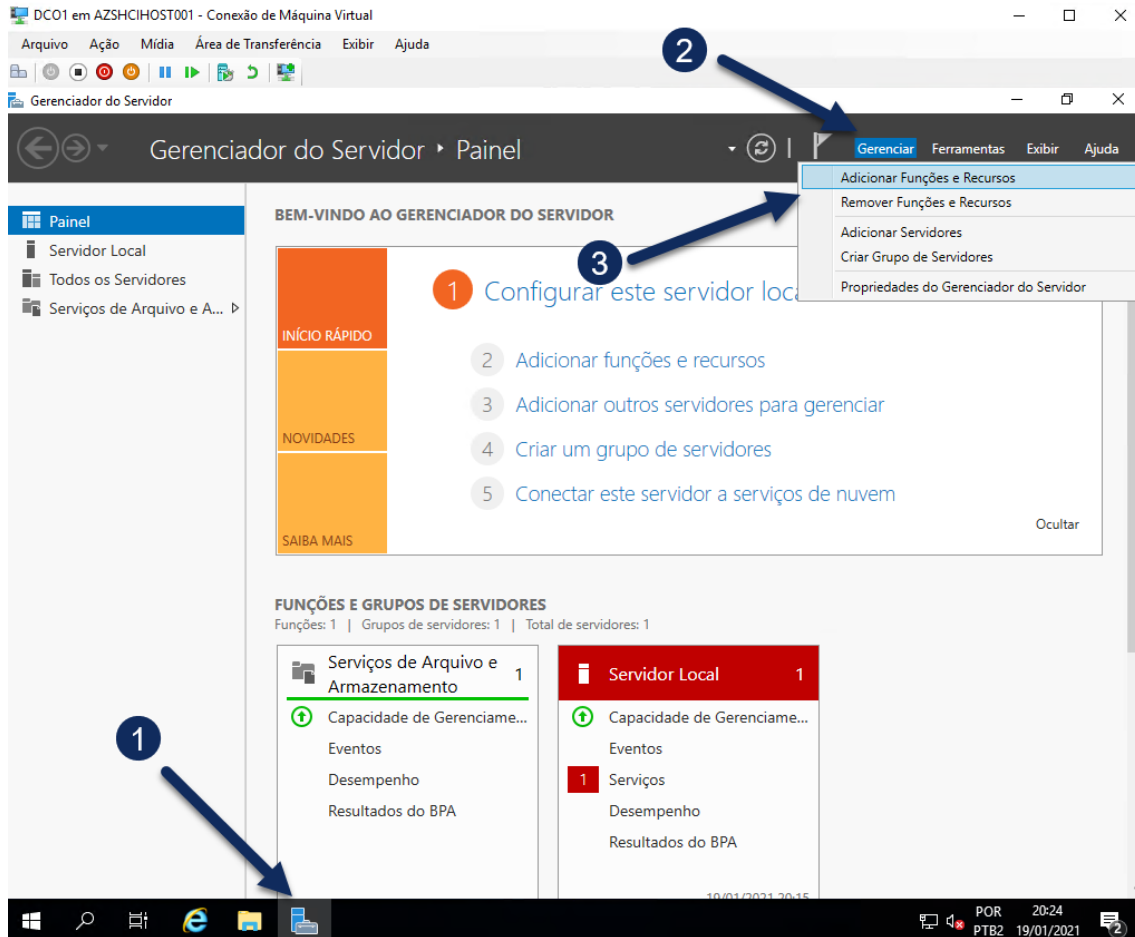 DCO1 em AZSHCIHOST001 - Conexão de Máquina Virtual
Arquivo Ação Mídia Área de Transferência Exibir Ajuda
2
Gerenciador do Servidor
Gerenciador do Servidor Painel
Gerenciar Ferramentas Exibir Ajuda
Adicionar Funções e Recursos
Remover Funções e Recursos
Adicionar Servidores
Criar Grupo de Servidores
Propriedades do Gerenciador do Servidor
3
Painel
Servidor Local
Todos os Servidores
Serviços de Arquivo e A...
BEM-VINDO AO GERENCIADOR DO SERVIDOR
INÍCIO RÁPIDO
NOVIDADES
SAIBA MAIS
1 Configurar este servidor loca
2 Adicionar funções e recursos
3 Adicionar outros servidores para gerenciar
4 Criar um grupo de servidores
5 Conectar este servidor a serviços de nuvem
Ocultar
FUNÇÕES E GRUPOS DE SERVIDORES
Funções: 1 | Grupos de servidores: 1 | Total de servidores: 1
Serviços de Arquivo e
Armazenamento
1
Capacidade de Gerenciame...
Eventos
Desempenho
Resultados do BPA
Servidor Local 1
Capacidade de Gerenciame...
Eventos
1 Serviços
Desempenho
Resultados do BPA
19/01/2021 20:15
1
POR
PTB2
20:24
19/01/2021
2